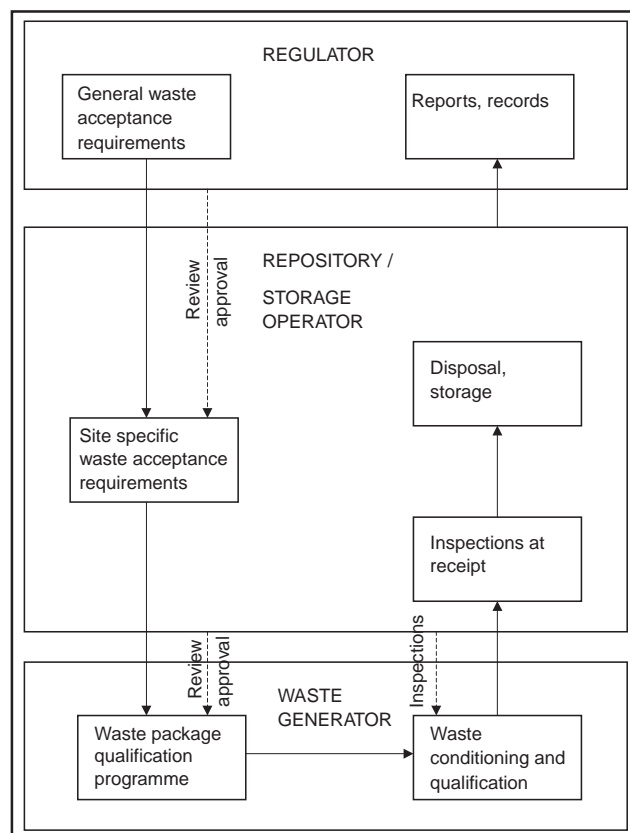 REGULATOR
General waste
acceptance
requirements
Reports, records
Review
approval
REPOSITORY /
STORAGE
OPERATOR
Disposal,
storage
Site specific
waste acceptance
requirements
Inspections at
receipt
Review
approval
Inspections
WASTE
GENERATOR
Waste package
qualification
programme
Waste
conditioning and
qualification